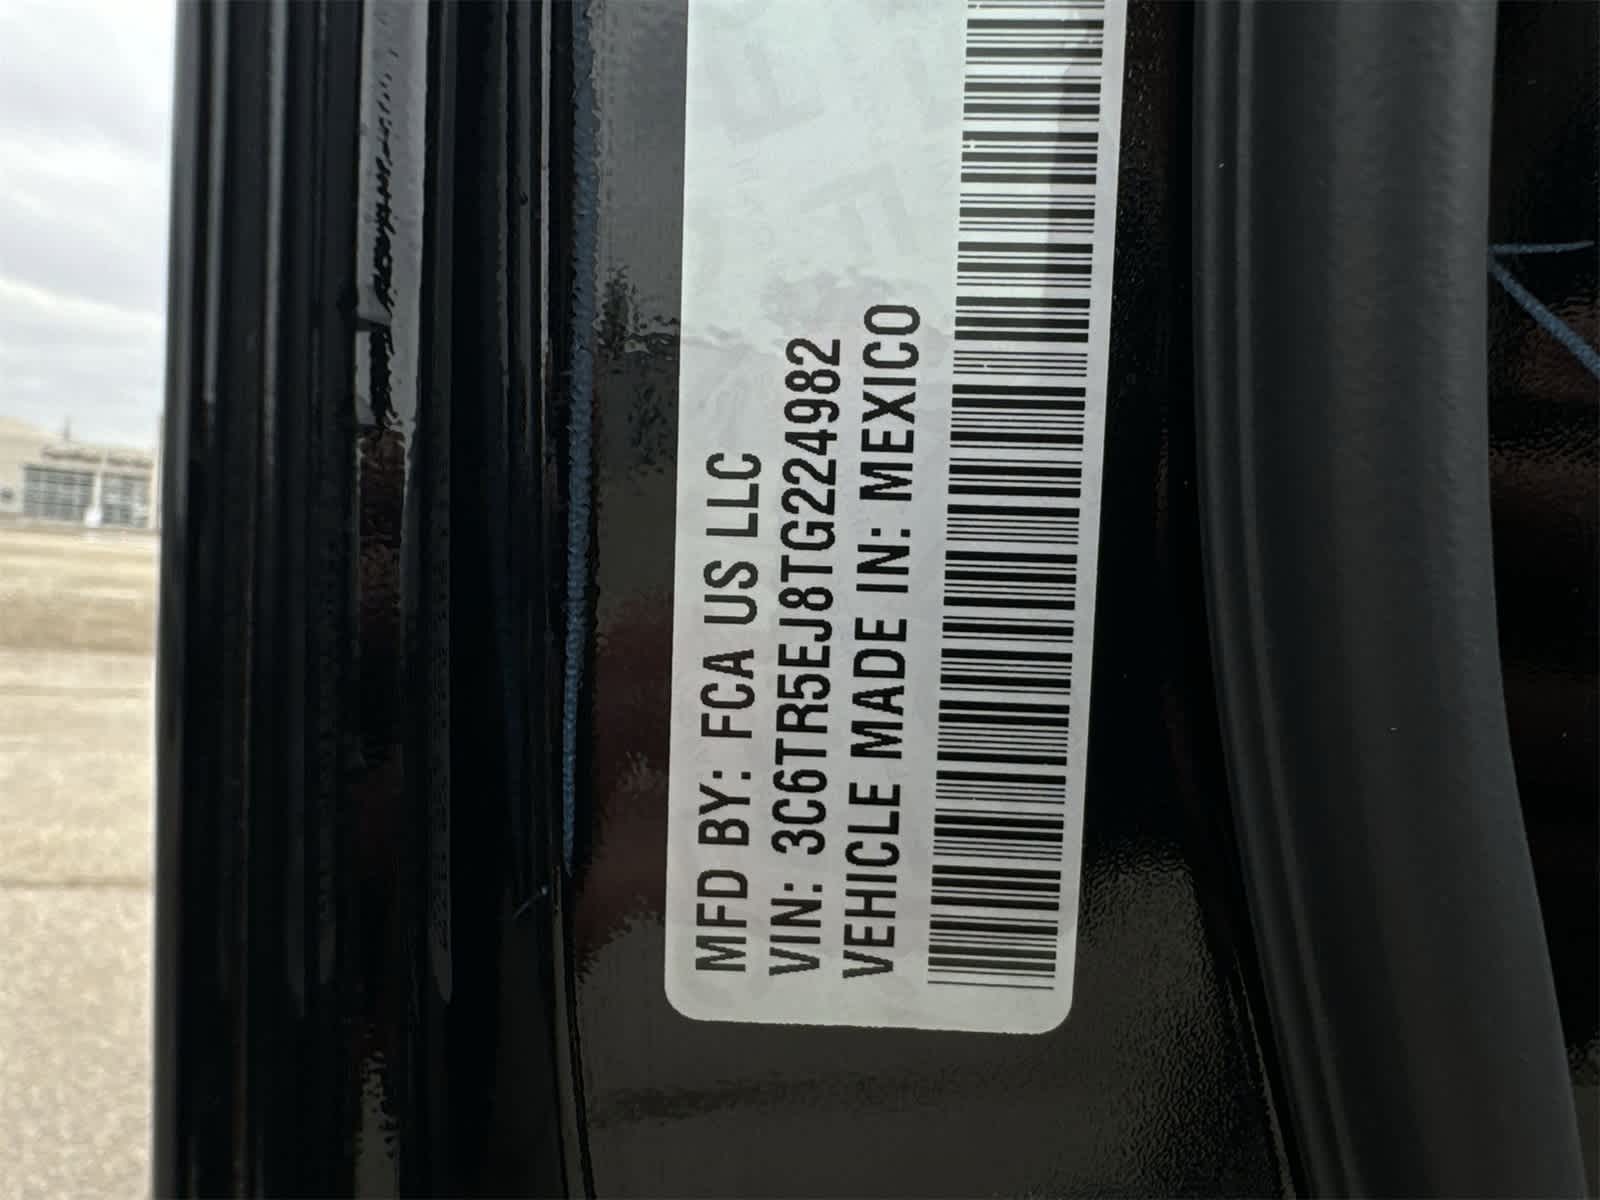 MFD BY: FCA US LLC
VIN: 3C6TR5EJ8TG224982
VEHICLE MADE IN: MEXICO